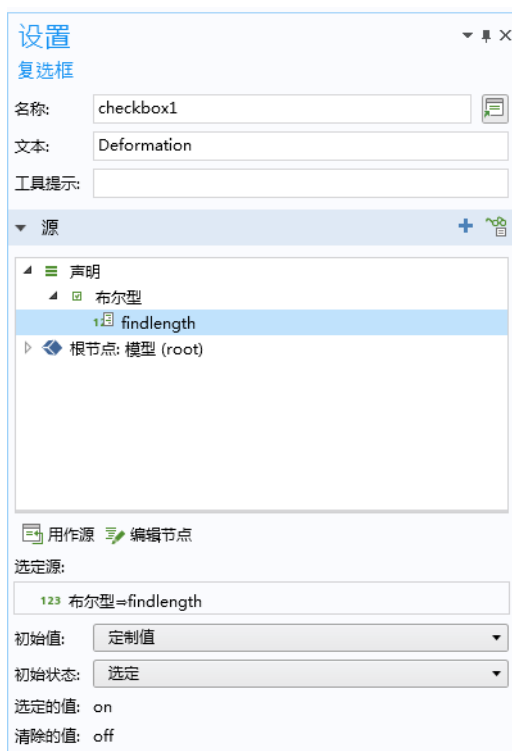 设置
复选框
名称: checkbox1
文本: Deformation
工具提示:
源
声明
布尔型
findlength
根节点: 模型 (root)
用作源 编辑节点
选定源:
123 布尔型⇒findlength
初始值: 定制值
初始状态: 选定
选定的值: on
清除的值: off